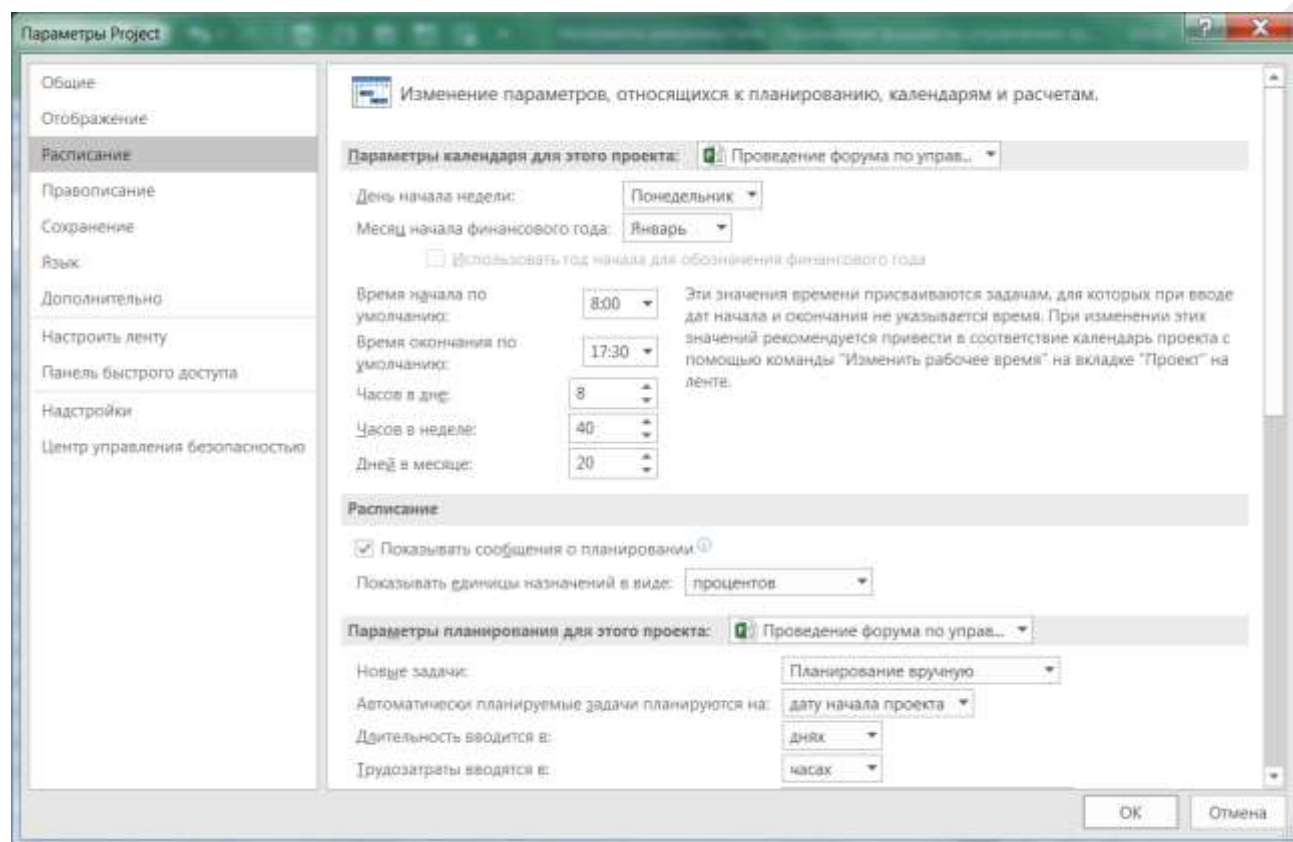 Параметры Project
Общие
Отображение
Расписание
Правописание
Сохранение
Язык
Дополнительно
Настроить ленту
Панель быстрого доступа
Надстройки
Центр управления безопасностью
Изменение параметров, относящихся к планированию, календарям и расчетам.
Параметры календаря для этого проекта: Проведение форума по управ...
День начала недели: Понедельник
Месяц начала финансового года: Январь
Использовать год начала для обозначения финансового года
Время начала по
умолчанию: 8:00
Время окончания по
умолчанию: 17:30
Эти значения времени присваиваются задачам, для которых при вводе
дат начала и окончания не указывается время. При изменении этих
значений рекомендуется привести в соответствие календарь проекта с
помощью команды "Изменить рабочее время" на вкладке "Проект" на
ленте.
Часов в дне: 8
Часов в неделе: 40
Дней в месяце: 20
Расписание
Показывать сообщения о планировании
Показывать единицы назначений в виде: процентов
Параметры планирования для этого проекта: Проведение форума по управ...
Новые задачи: Планирование вручную
Автоматически планируемые задачи планируются на: дату начала проекта
Длительность вводится в: днях
Трудозатраты вводятся в: часах
ОК Отмена